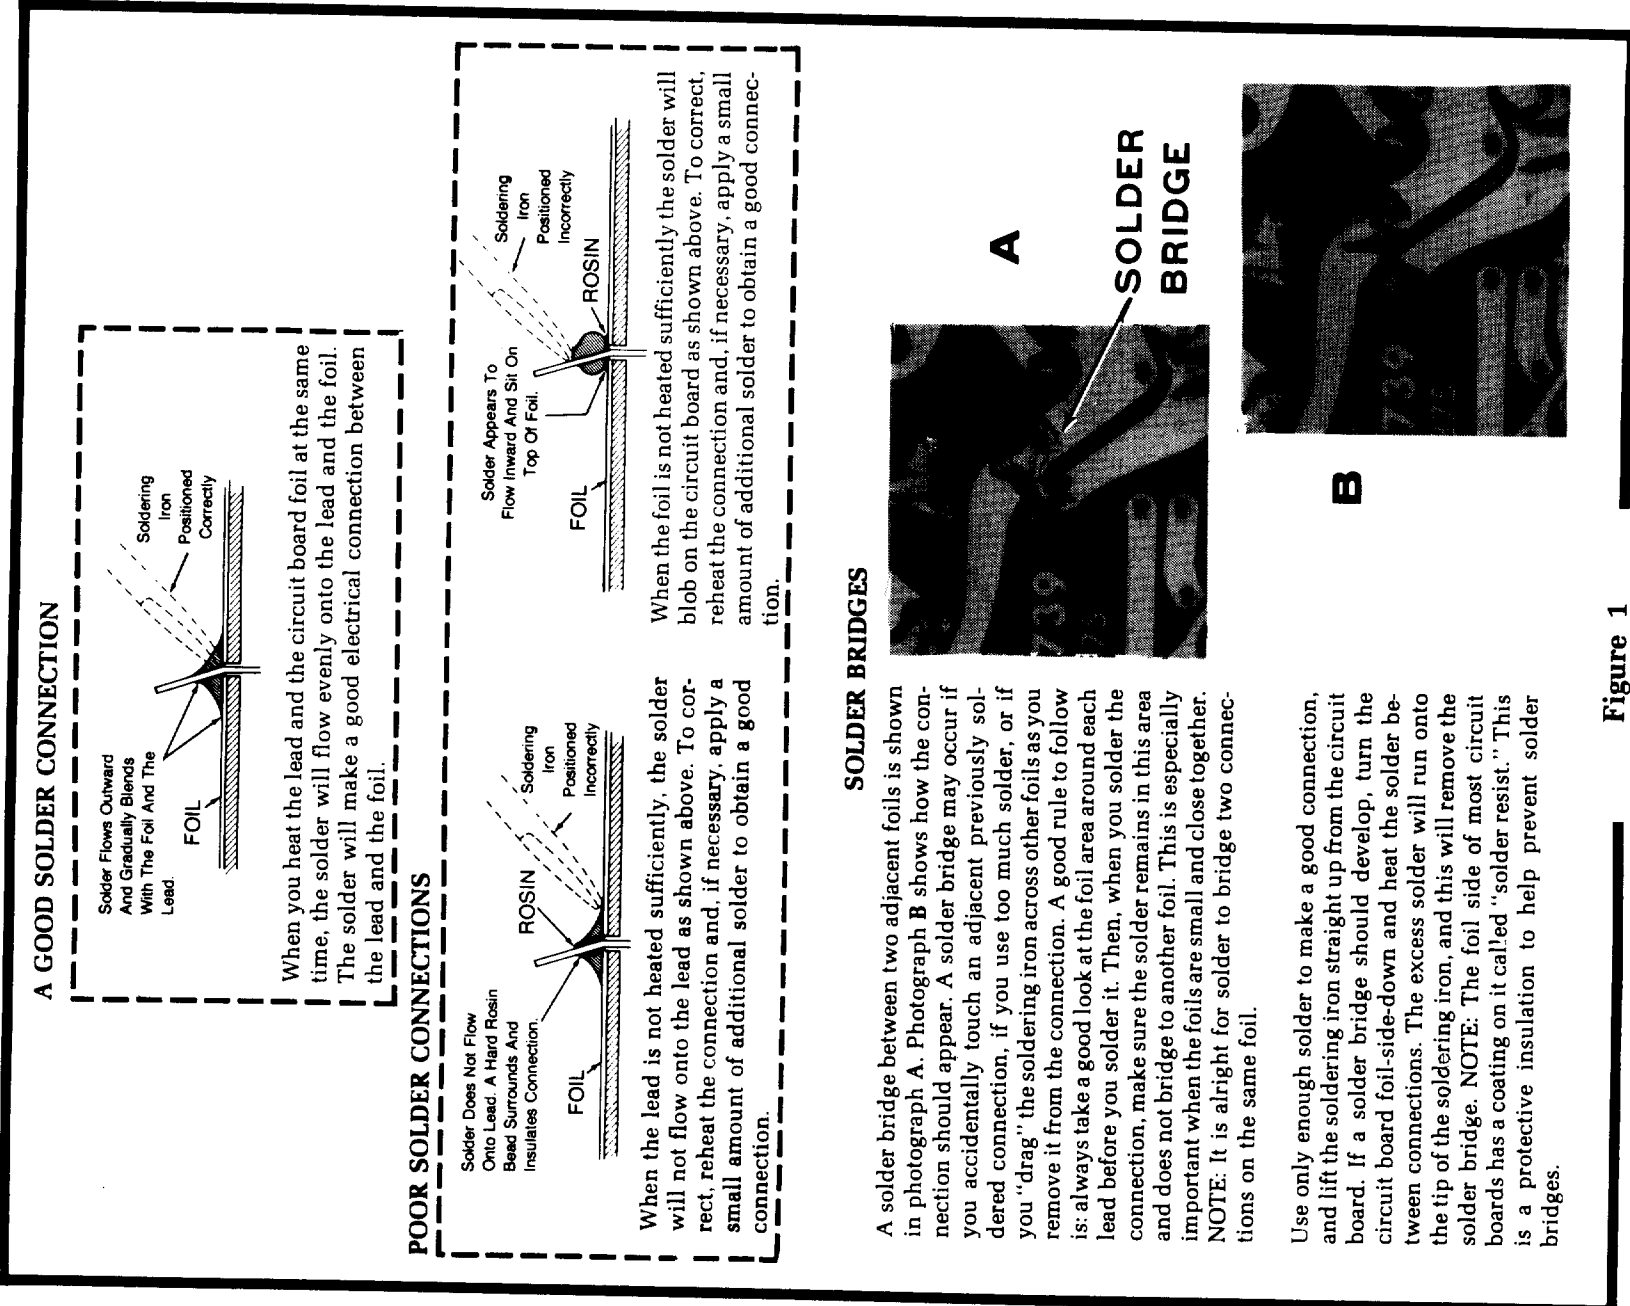 A GOOD SOLDER CONNECTION
Solder Flows Outward
And Gradually Blends
With The Foil And The
Lead.
FOIL
Soldering
Iron
Positioned
Correctly
When you heat the lead and the circuit board foil at the same
time, the solder will flow evenly onto the lead and the foil.
The solder will make a good electrical connection between
the lead and the foil.
POOR SOLDER CONNECTIONS
Solder Does Not Flow
Onto Lead. A Hard Rosin
Bead Surrounds And
Insulates Connection.
FOIL
ROSIN
Soldering
Iron
Positioned
Incorrectly
When the lead is not heated sufficiently, the solder
will not flow onto the lead as shown above. To cor-
rect, reheat the connection and, if necessary, apply a
small amount of additional solder to obtain a good
connection.
Solder Appears To
Flow Inward And Sit On
Top Of Foil.
FOIL
Soldering
Iron
Positioned
Incorrectly
ROSIN
When the foil is not heated sufficiently the solder will
blob on the circuit board as shown above. To correct,
reheat the connection and, if necessary, apply a small
amount of additional solder to obtain a good connec-
tion.
SOLDER BRIDGES
A solder bridge between two adjacent foils is shown
in photograph A. Photograph B shows how the con-
nection should appear. A solder bridge may occur if
you accidentally touch an adjacent previously sol-
dered connection, if you use too much solder, or if
you "drag" the soldering iron across other foils as you
remove it from the connection. A good rule to follow
is: always take a good look at the foil area around each
lead before you solder it. Then, when you solder the
connection, make sure the solder remains in this area
and does not bridge to another foil. This is especially
important when the foils are small and close together.
NOTE: It is alright for solder to bridge two connec-
tions on the same foil.
Use only enough solder to make a good connection,
and lift the soldering iron straight up from the circuit
board. If a solder bridge should develop, turn the
circuit board foil-side-down and heat the solder be-
tween connections. The excess solder will run onto
the tip of the soldering iron, and this will remove the
solder bridge. NOTE: The foil side of most circuit
boards has a coating on it called "solder resist." This
is a protective insulation to help prevent solder
bridges.
A
SOLDER
BRIDGE
739
B
739
Figure 1